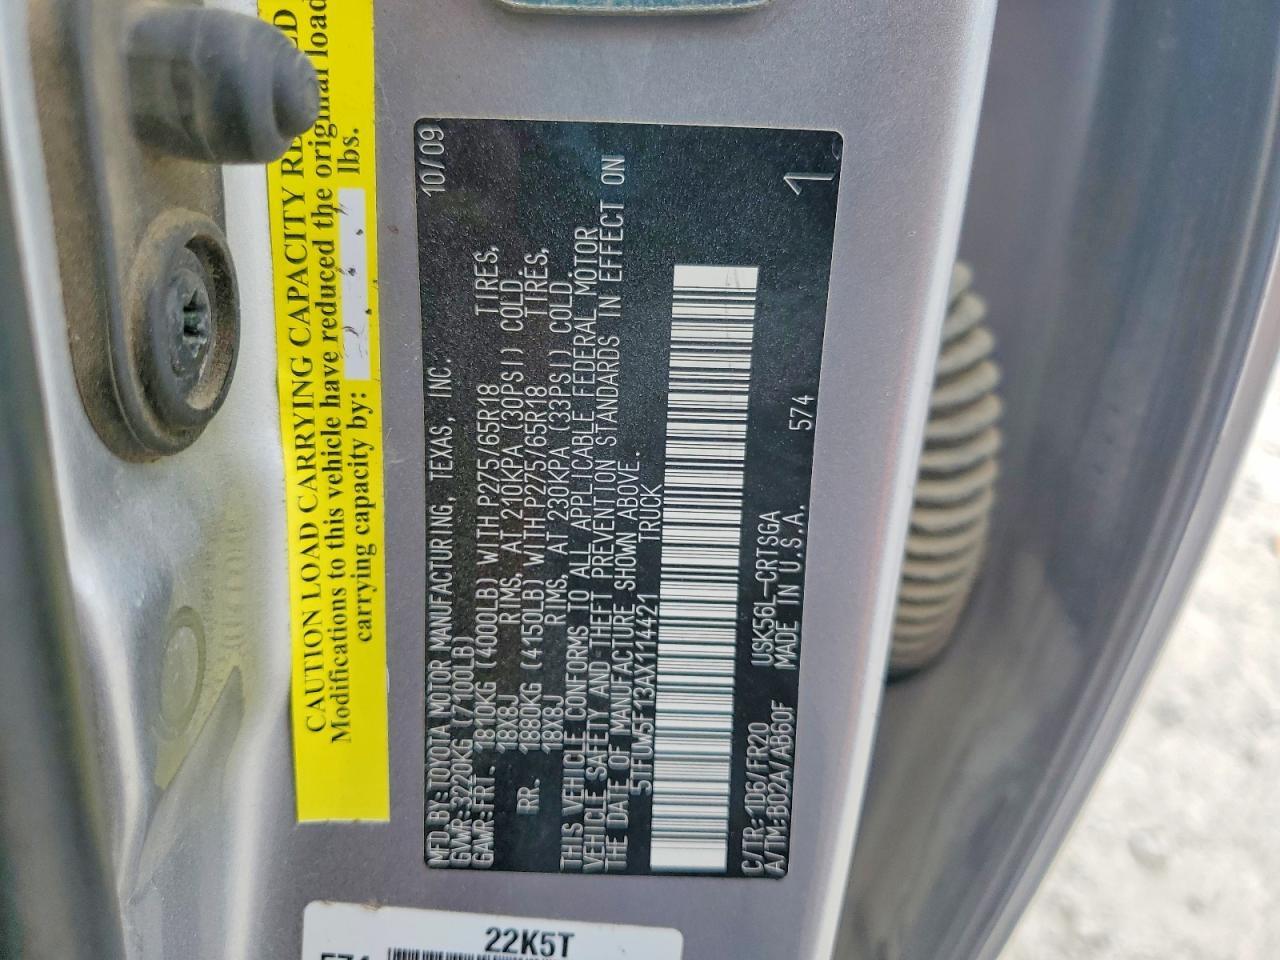 CAUTION LOAD CARRYING CAPACITY
Modifications to this vehicle have reduced the original load
carrying capacity by: lbs.
10/09
MFD. BY: TOYOTA MOTOR MANUFACTURING, TEXAS, INC.
GVWR: 3220KG (7100LB)
GAWR: FRT. 1810KG (4000LB) WITH P275/65R18 TIRES,
18X8J RIMS, AT 210KPA (30PSI) COLD.
RR. 1880KG (4150LB) WITH P275/65R18 TIRES,
18X8J RIMS, AT 230KPA (33PSI) COLD.
THIS VEHICLE CONFORMS TO ALL APPLICABLE FEDERAL MOTOR
VEHICLE SAFETY AND THEFT PREVENTION STANDARDS IN EFFECT ON
THE DATE OF MANUFACTURE SHOWN ABOVE.
5TFUW5F13AX114421 TRUCK
C/TR: 1D6/FR20 USK56L-CRTSGA
A/TM: B02A/AB60F MADE IN U.S.A. 574
22K5T